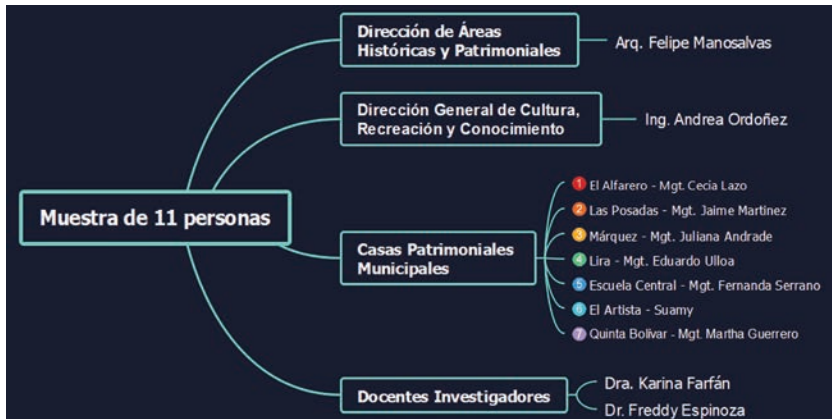 Muestra de 11 personas
Dirección de Áreas
Históricas y Patrimoniales
Arq. Felipe Manosalvas
Dirección General de Cultura,
Recreación y Conocimiento
Ing. Andrea Ordoñez
Casas Patrimoniales
Municipales
1 El Alfarero - Mgt. Cecia Lazo
2 Las Posadas - Mgt. Jaime Martinez
3 Márquez - Mgt. Juliana Andrade
4 Lira - Mgt. Eduardo Ulloa
5 Escuela Central - Mgt. Fernanda Serrano
6 El Artista - Suamy
7 Quinta Bolívar - Mgt. Martha Guerrero
Docentes Investigadores
Dra. Karina Farfán
Dr. Freddy Espinoza